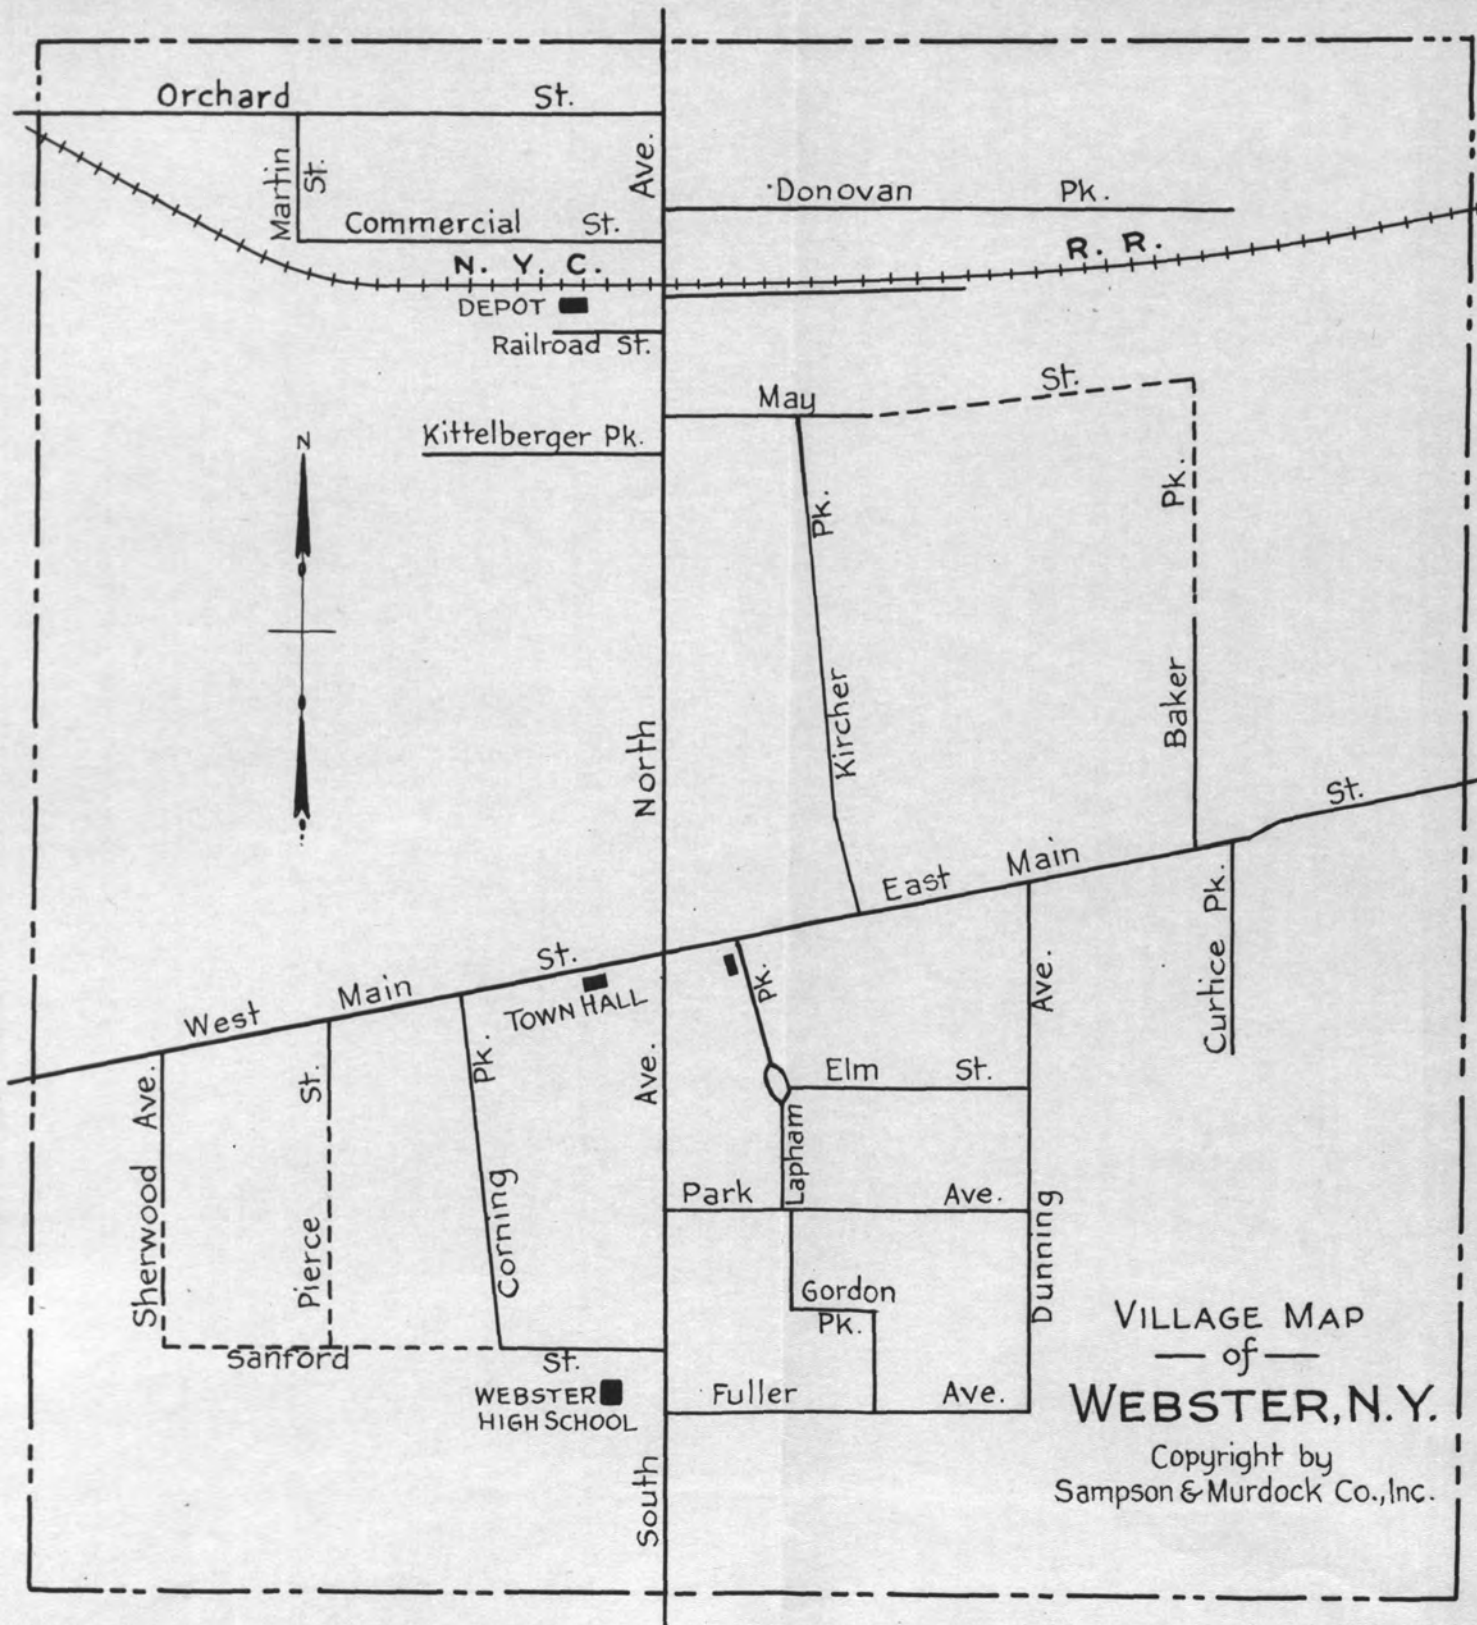 Orchard St.
Martin St.
Ave.
Donovan Pk.
Commercial St.
N. Y. C. R. R.
DEPOT
Railroad St.
May St.
Kittelberger Pk.
N
Kircher Pk.
Baker Pk.
North
East Main St.
West Main St.
TOWN HALL
Curtice Pk.
Sherwood Ave.
Pierce St.
Corning Pk.
Ave.
Lapham Pk.
Elm St.
Park Ave.
Dunning Ave.
Gordon
Pk.
Sanford St.
WEBSTER
HIGH SCHOOL
Fuller Ave.
South
VILLAGE MAP
of
WEBSTER, N.Y.
Copyright by
Sampson & Murdock Co., Inc.